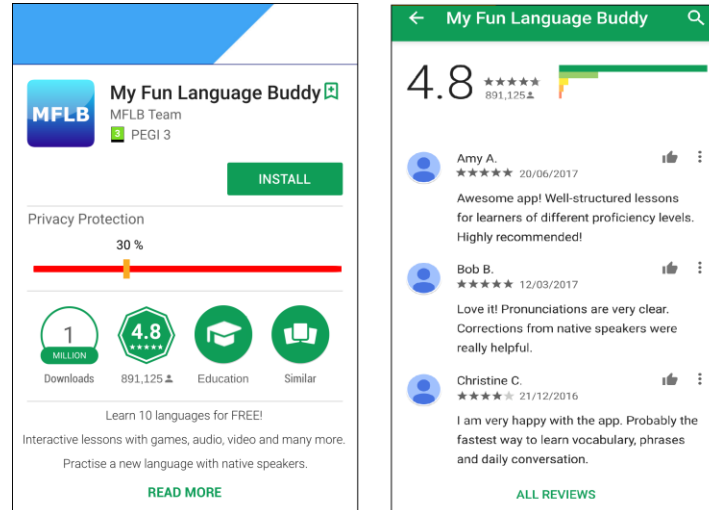 My Fun Language Buddy
MFLB
MFLB Team
3 PEGI 3
INSTALL
Privacy Protection
30 %
1
MILLION
4.8
Downloads
891,125
Education
Similar
Learn 10 languages for FREE!
Interactive lessons with games, audio, video and many more.
Practise a new language with native speakers.
READ MORE
My Fun Language Buddy
4.8
891,125
Amy A.
20/06/2017
Awesome app! Well-structured lessons
for learners of different proficiency levels.
Highly recommended!
Bob B.
12/03/2017
Love it! Pronunciations are very clear.
Corrections from native speakers were
really helpful.
Christine C.
21/12/2016
I am very happy with the app. Probably the
fastest way to learn vocabulary, phrases
and daily conversation.
ALL REVIEWS